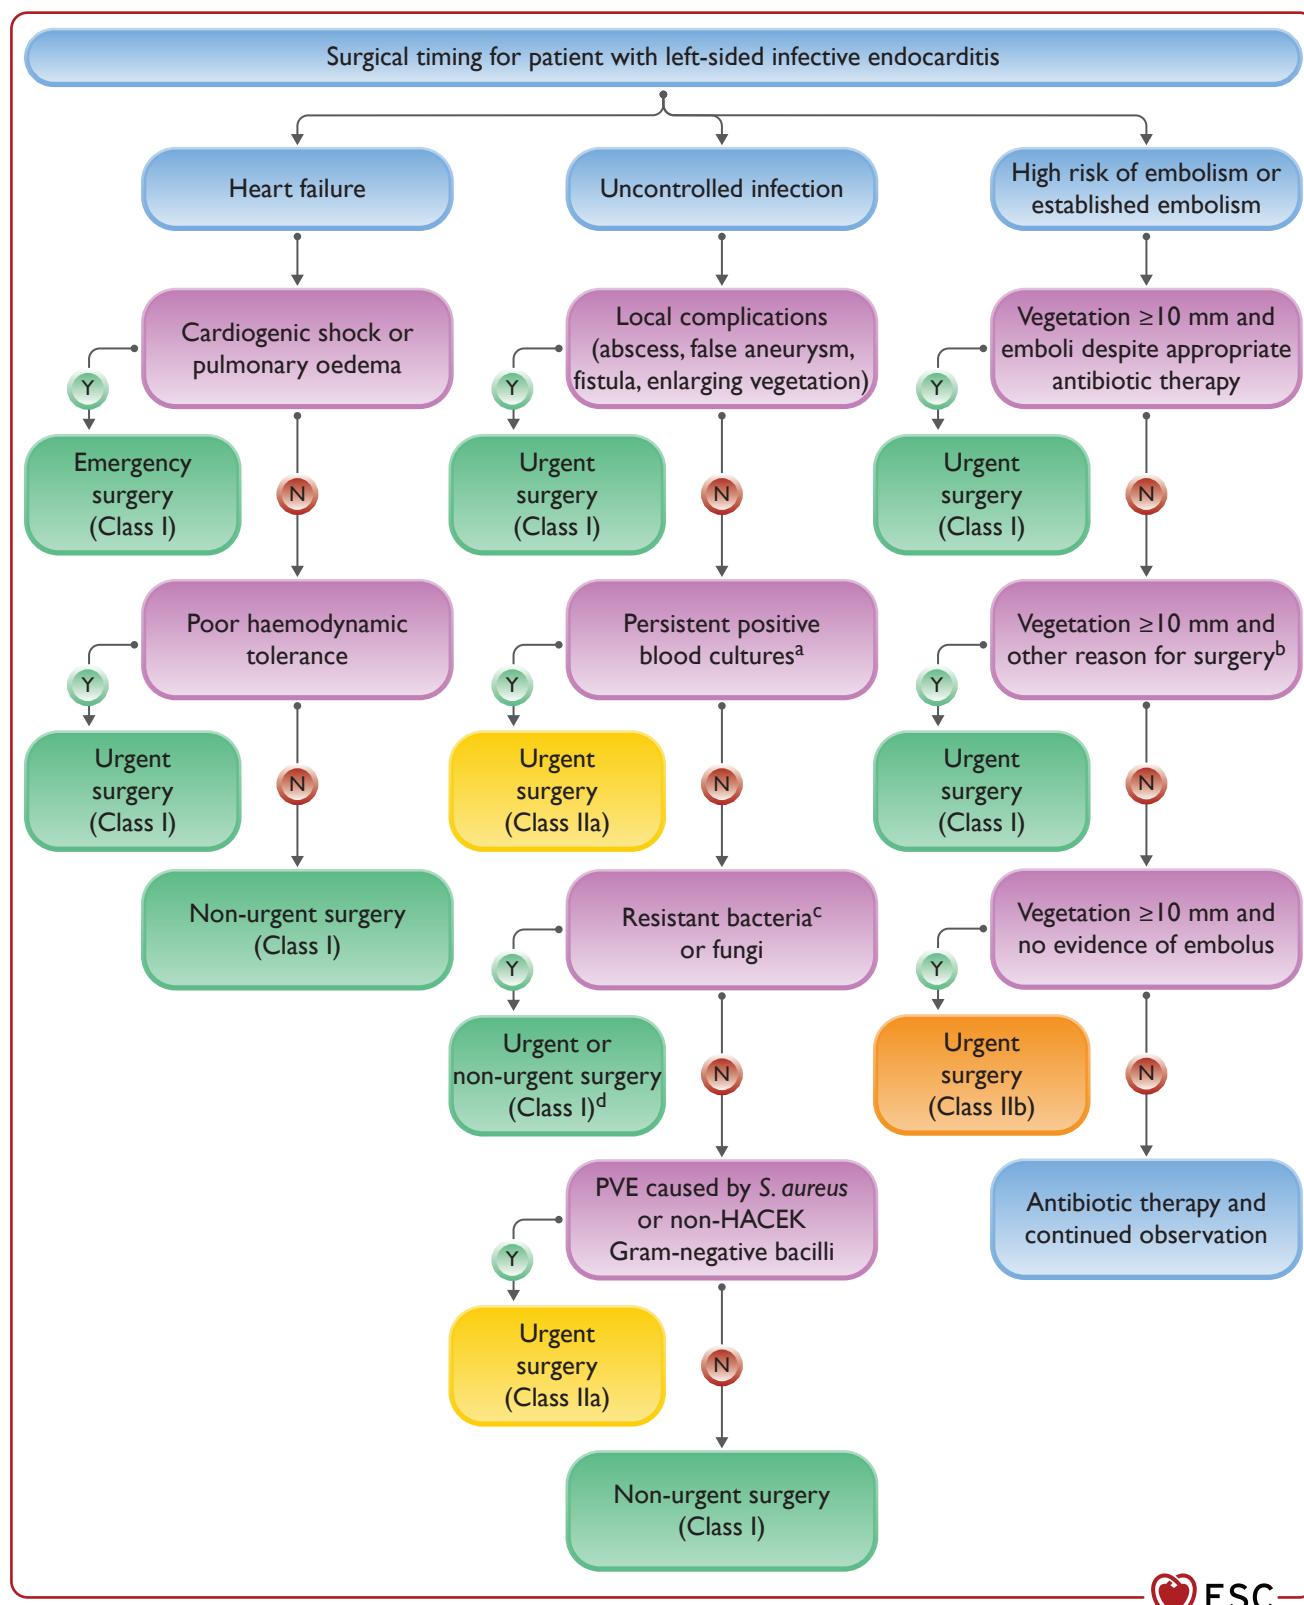 Surgical timing for patient with left-sided infective endocarditis
Heart failure
Cardiogenic shock or
pulmonary oedema
Y
Emergency
surgery
(Class I)
N
Poor haemodynamic
tolerance
Y
Urgent
surgery
(Class I)
N
Non-urgent surgery
(Class I)
Uncontrolled infection
Local complications
(abscess, false aneurysm,
fistula, enlarging vegetation)
Y
Urgent
surgery
(Class I)
N
Persistent positive
blood culturesᵃ
Y
Urgent
surgery
(Class IIa)
N
Resistant bacteriaᶜ
or fungi
Y
Urgent or
non-urgent surgery
(Class I)ᵈ
N
PVE caused by S. aureus
or non-HACEK
Gram-negative bacilli
Y
Urgent
surgery
(Class IIa)
N
Non-urgent surgery
(Class I)
High risk of embolism or
established embolism
Vegetation ≥10 mm and
emboli despite appropriate
antibiotic therapy
Y
Urgent
surgery
(Class I)
N
Vegetation ≥10 mm and
other reason for surgeryᵇ
Y
Urgent
surgery
(Class I)
N
Vegetation ≥10 mm and
no evidence of embolus
Y
Urgent
surgery
(Class IIb)
N
Antibiotic therapy and
continued observation
ESC